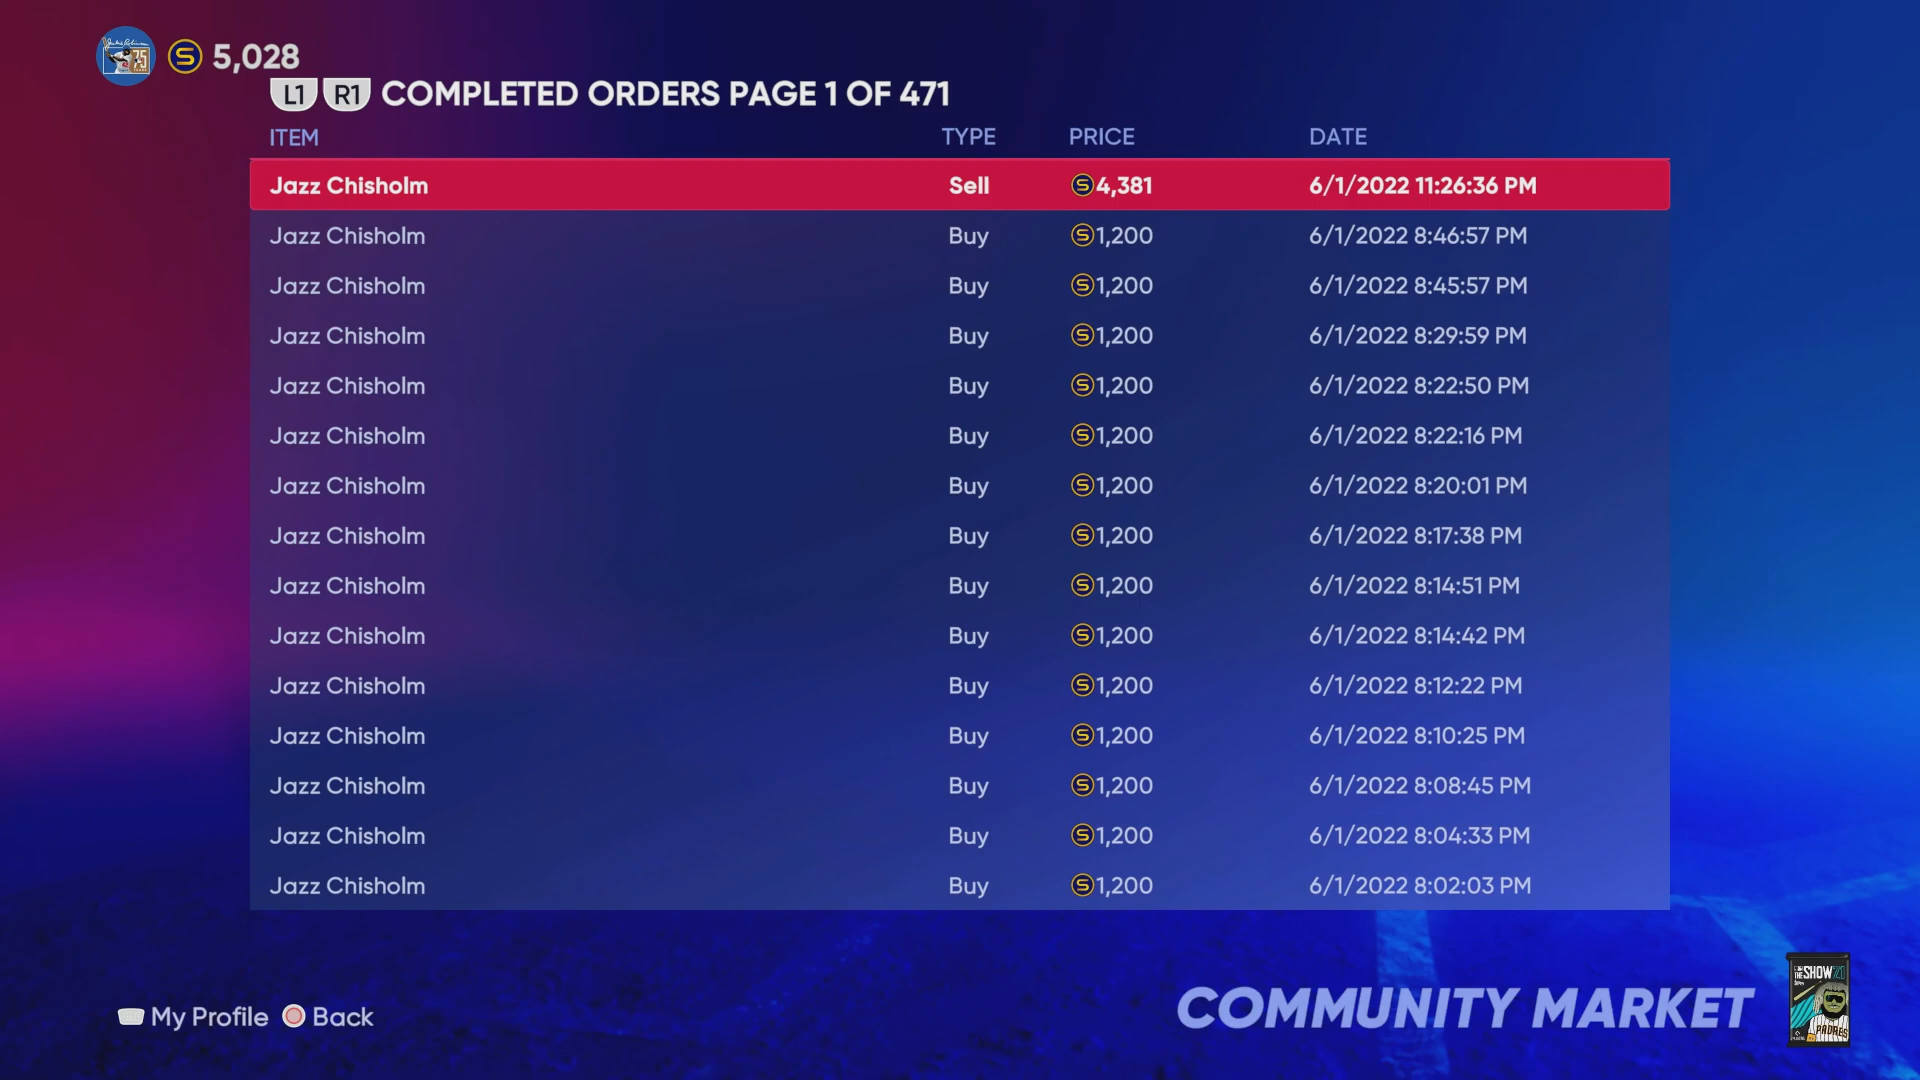 5,028
L1 R1 COMPLETED ORDERS PAGE 1 OF 471
ITEM TYPE PRICE DATE
Jazz Chisholm Sell 4,381 6/1/2022 11:26:36 PM
Jazz Chisholm Buy 1,200 6/1/2022 8:46:57 PM
Jazz Chisholm Buy 1,200 6/1/2022 8:45:57 PM
Jazz Chisholm Buy 1,200 6/1/2022 8:29:59 PM
Jazz Chisholm Buy 1,200 6/1/2022 8:22:50 PM
Jazz Chisholm Buy 1,200 6/1/2022 8:22:16 PM
Jazz Chisholm Buy 1,200 6/1/2022 8:20:01 PM
Jazz Chisholm Buy 1,200 6/1/2022 8:17:38 PM
Jazz Chisholm Buy 1,200 6/1/2022 8:14:51 PM
Jazz Chisholm Buy 1,200 6/1/2022 8:14:42 PM
Jazz Chisholm Buy 1,200 6/1/2022 8:12:22 PM
Jazz Chisholm Buy 1,200 6/1/2022 8:10:25 PM
Jazz Chisholm Buy 1,200 6/1/2022 8:08:45 PM
Jazz Chisholm Buy 1,200 6/1/2022 8:04:33 PM
Jazz Chisholm Buy 1,200 6/1/2022 8:02:03 PM
My Profile Back
COMMUNITY MARKET
THE SHOW 21
PADRES